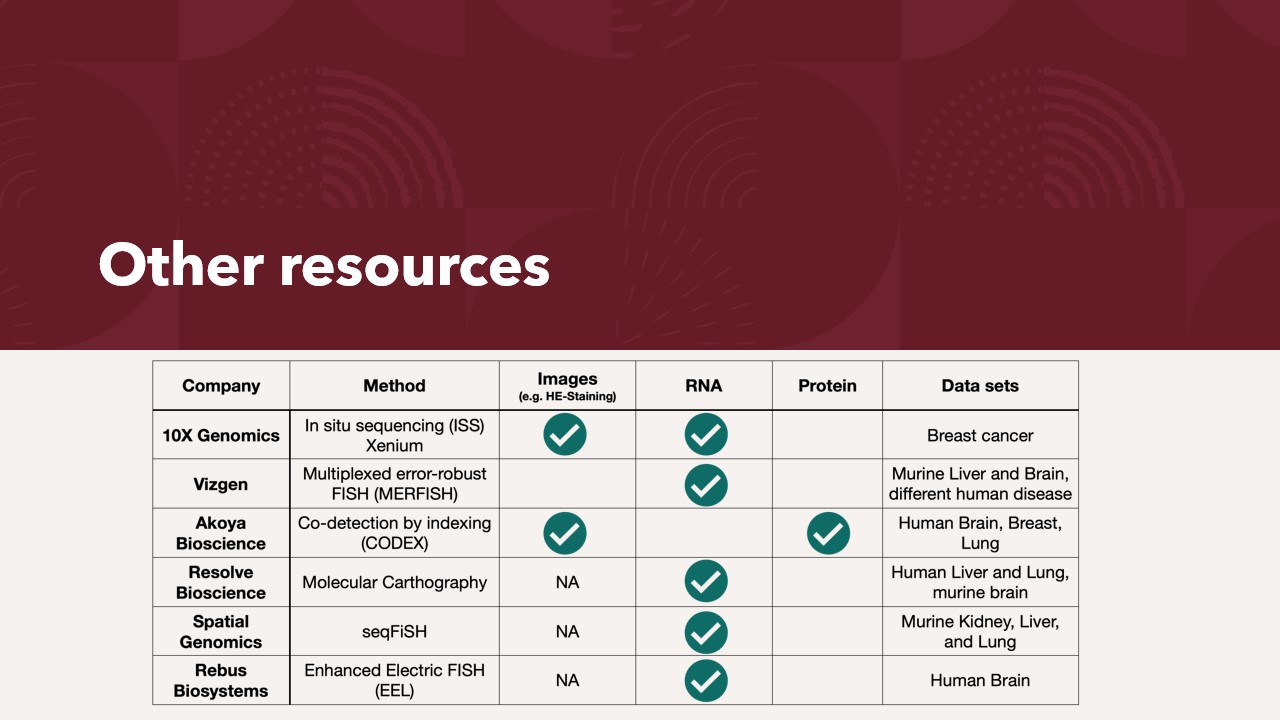 Other resources
Company Method Images RNA Protein Data sets
(e.g. HE-Staining)
10X Genomics In situ sequencing (ISS) Breast cancer
Xenium
Vizgen Multiplexed error-robust Murine Liver and Brain,
FISH (MERFISH) different human disease
Akoya Co-detection by indexing Human Brain, Breast,
Bioscience (CODEX) Lung
Resolve Molecular Carthography NA Human Liver and Lung,
Bioscience murine brain
Spatial seqFiSH NA Murine Kidney, Liver,
Genomics and Lung
Rebus Enhanced Electric FISH NA Human Brain
Biosystems (EEL)